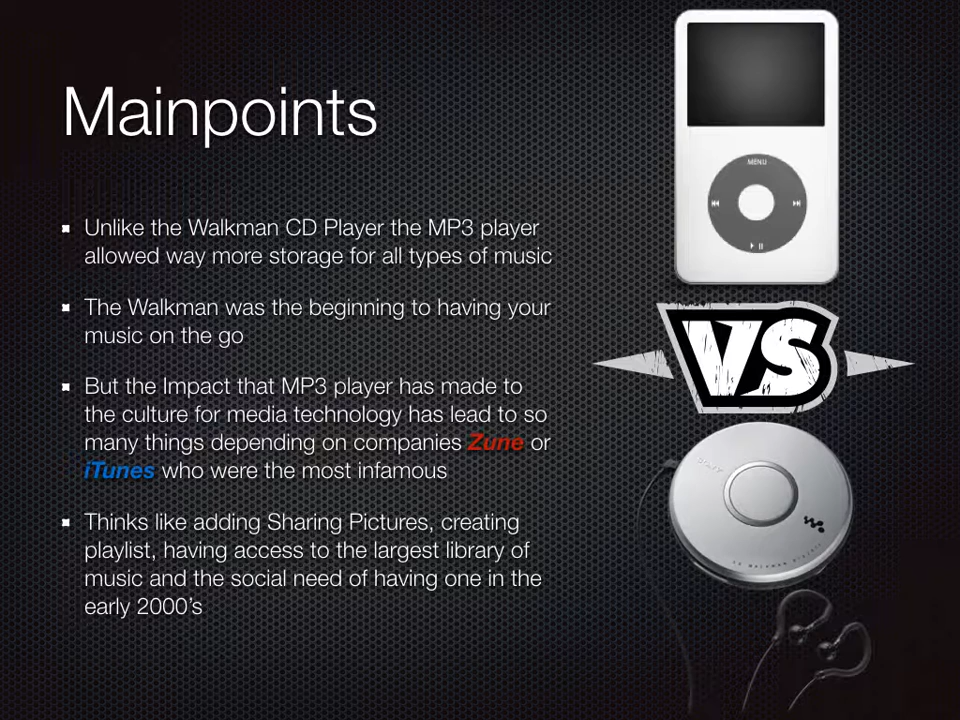 Mainpoints
Unlike the Walkman CD Player the MP3 player
allowed way more storage for all types of music
The Walkman was the beginning to having your
music on the go
But the Impact that MP3 player has made to
the culture for media technology has lead to so
many things depending on companies Zune or
iTunes who were the most infamous
Thinks like adding Sharing Pictures, creating
playlist, having access to the largest library of
music and the social need of having one in the
early 2000's
MENU
VS
SONY
CD WALKMAN